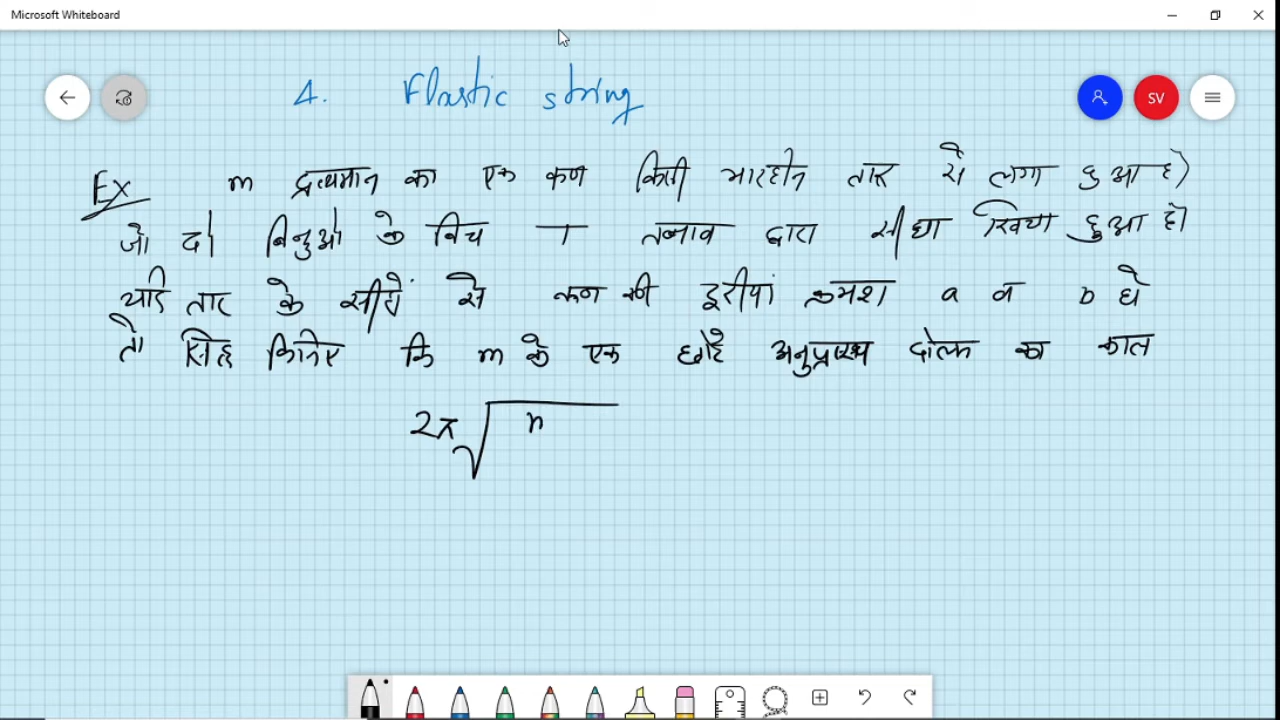 Microsoft Whiteboard
SV
4. Elastic string
Ex m द्रव्यमान का एक कण किसी भारहीन तार से लगा हुआ है
जो दो बिन्दुओ के बिच T तनाव द्वारा सीधा खिचा हुआ हो
यदि तार के सीरों से कण की दूरीयां क्रमश a व b है
तो सिद्ध किजिए कि m के एक छोटे अनुप्रस्थ दोलन का काल
2π√ m